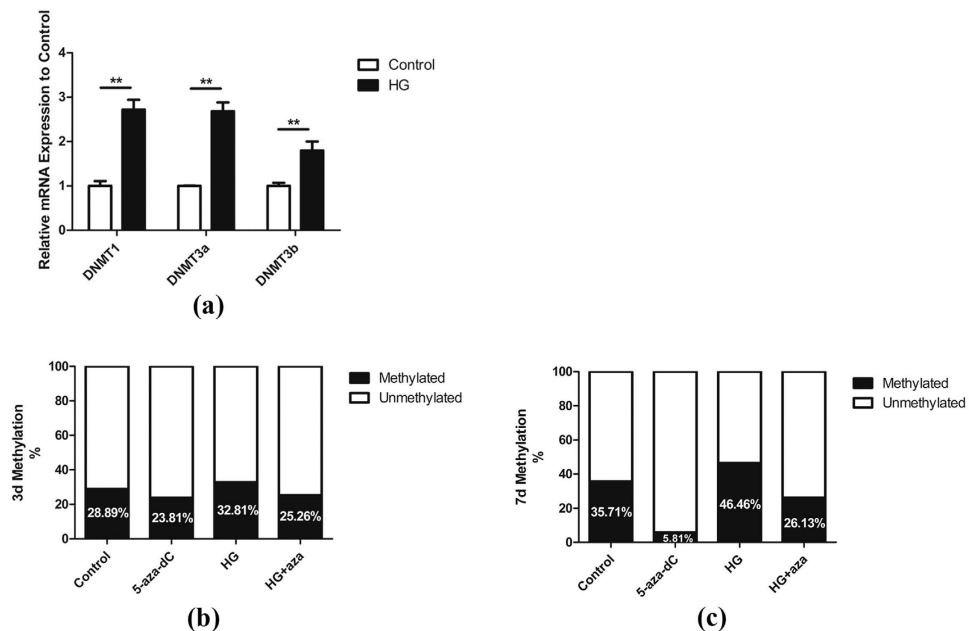 Relative mRNA Expression to Control
4
3
2
1
0
**
**
**
Control
HG
DNMT1
DNMT3a
DNMT3b
(a)
3d Methylation
%
100
80
60
40
20
0
28.89%
23.81%
32.81%
25.26%
Methylated
Unmethylated
Control
5-aza-dC
HG
HG+aza
(b)
7d Methylation
%
100
80
60
40
20
0
35.71%
5.81%
46.46%
26.13%
Methylated
Unmethylated
Control
5-aza-dC
HG
HG+aza
(c)